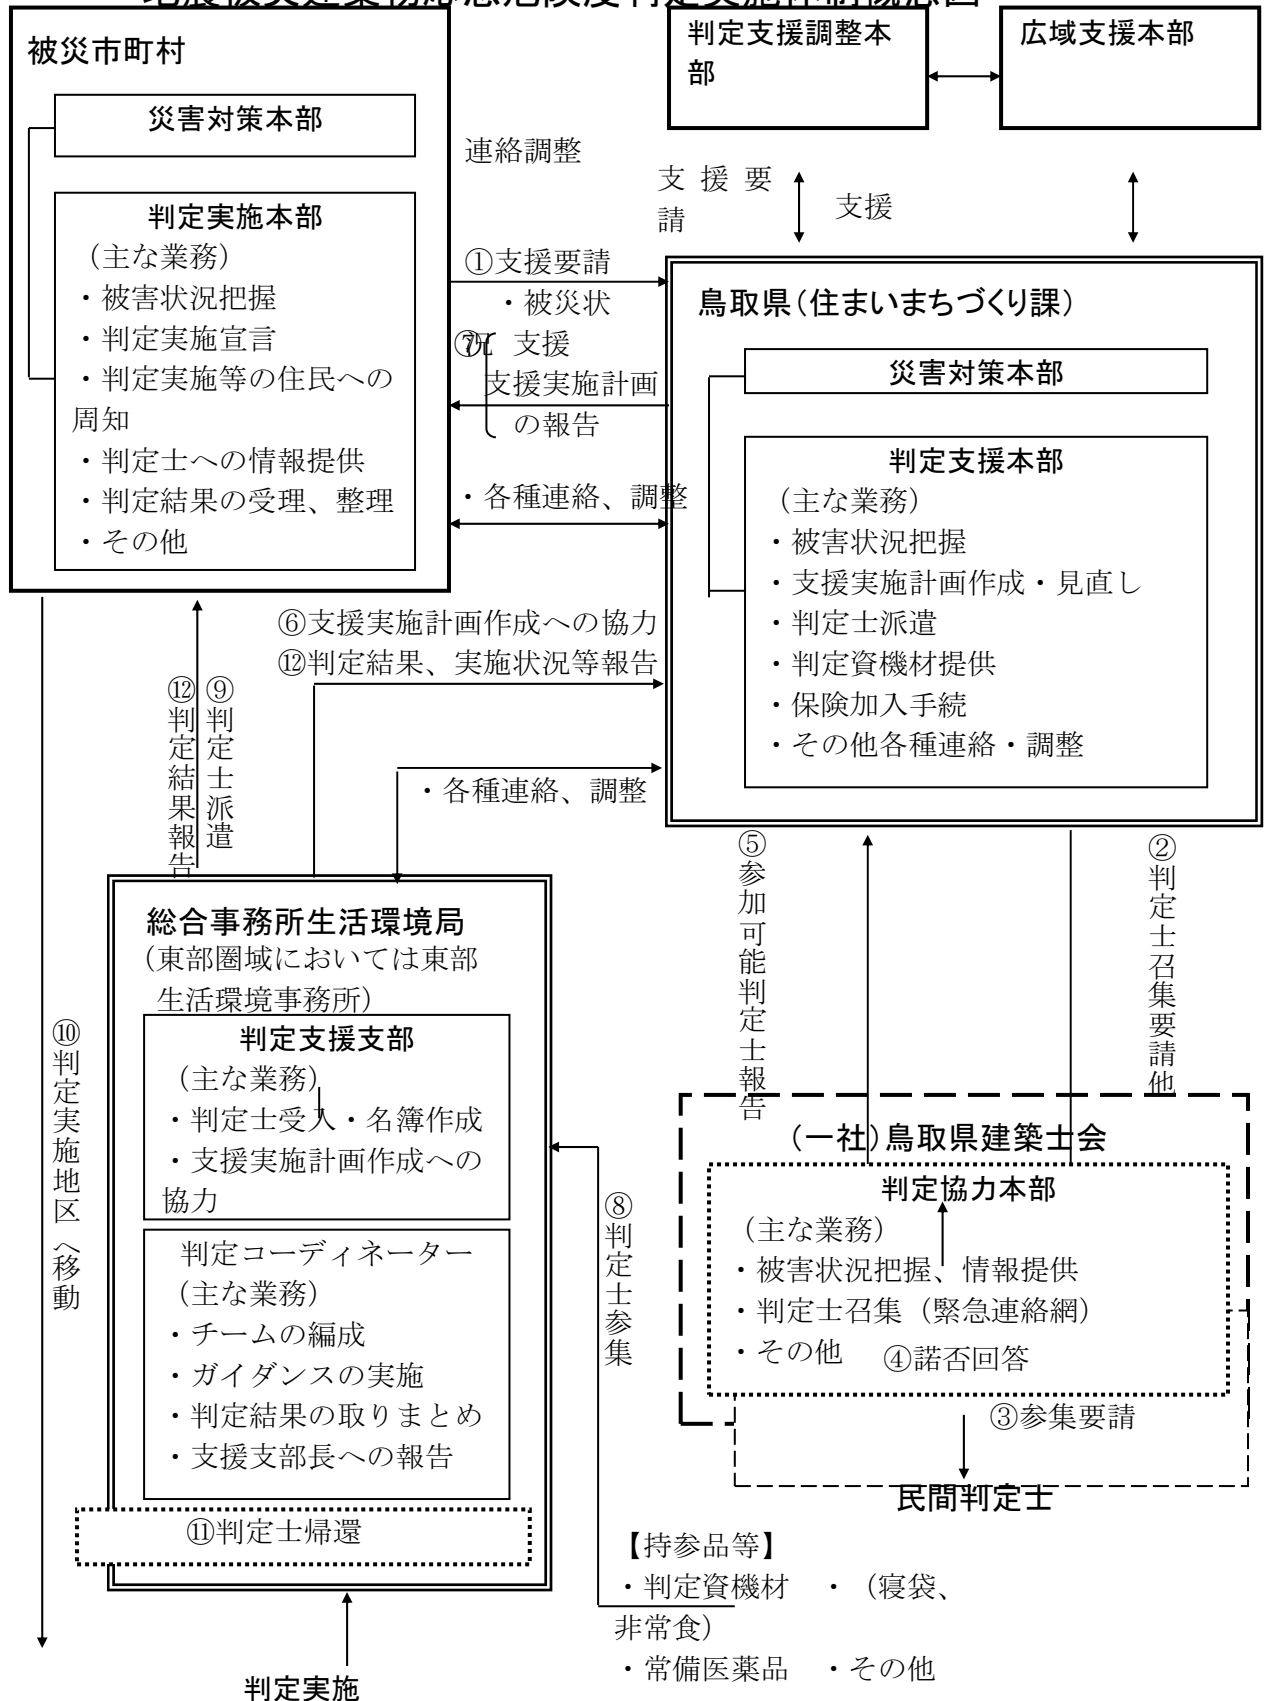 地震被災建築物応急危険度判定実施体制概念図
被災市町村
災害対策本部
判定実施本部
（主な業務）
・被害状況把握
・判定実施宣言
・判定実施等の住民への
周知
・判定士への情報提供
・判定結果の受理、整理
・その他
連絡調整
①支援要請
・被災状
況
⑦ 支援
支援実施計画
の報告
・各種連絡、調整
判定支援調整本
部
広域支援本部
支援要
請
支援
鳥取県（住まいまちづくり課）
災害対策本部
判定支援本部
（主な業務）
・被害状況把握
・支援実施計画作成・見直し
・判定士派遣
・判定資機材提供
・保険加入手続
・その他各種連絡・調整
⑥支援実施計画作成への協力
⑫判定結果、実施状況等報告
・各種連絡、調整
⑫判定結果報告
⑨判定士派遣
⑤参加可能判定士報告
②判定士召集要請他
総合事務所生活環境局
（東部圏域においては東部
生活環境事務所）
判定支援支部
（主な業務）
・判定士受入・名簿作成
・支援実施計画作成への
協力
判定コーディネーター
（主な業務）
・チームの編成
・ガイダンスの実施
・判定結果の取りまとめ
・支援支部長への報告
⑪判定士帰還
⑩判定実施地区へ移動
⑧判定士参集
（一社）鳥取県建築士会
判定協力本部
（主な業務）
・被害状況把握、情報提供
・判定士召集（緊急連絡網）
・その他 ④諾否回答
③参集要請
民間判定士
【持参品等】
・判定資機材 ・（寝袋、
非常食）
・常備医薬品 ・その他
判定実施